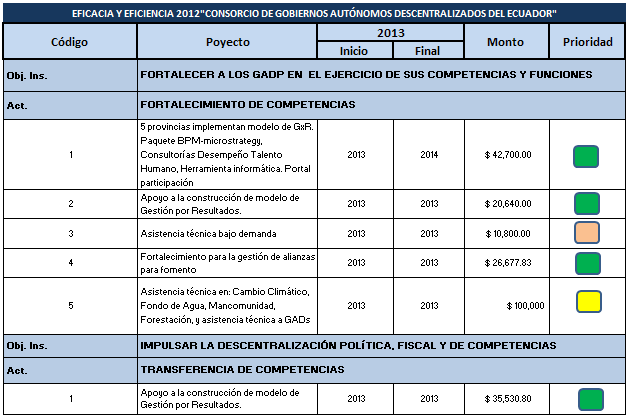 EFICACIA Y EFICIENCIA 2012"CONSORCIO DE GOBIERNOS AUTÓNOMOS DESCENTRALIZADOS DEL ECUADOR"
Código Poyecto 2013 Monto Prioridad
Inicio Final
Obj. Ins. FORTALECER A LOS GADP EN EL EJERCICIO DE SUS COMPETENCIAS Y FUNCIONES
Act. FORTALECIMIENTO DE COMPETENCIAS
5 provincias implementan modelo de GxR.
Paquete BPM-microstrategy,
1 Consultorías Desempeño Talento 2013 2014 $ 42,700.00
Humano, Herramienta informática. Portal
participación
2 Apoyo a la construcción de modelo de 2013 2013 $ 20,640.00
Gestión por Resultados.
3 Asistencia técnica bajo demanda 2013 2013 $ 10,800.00
4 Fortalecimiento para la gestión de alianzas 2013 2013 $ 26,677.83
para fomento
Asistencia técnica en: Cambio Climático,
5 Fondo de Agua, Mancomunidad, 2013 2013 $ 100,000
Forestación, y asistencia técnica a GADs
Obj. Ins. IMPULSAR LA DESCENTRALIZACIÓN POLÍTICA, FISCAL Y DE COMPETENCIAS
Act. TRANSFERENCIA DE COMPETENCIAS
1 Apoyo a la construcción de modelo de 2013 2013 $ 35,530.80
Gestión por Resultados.